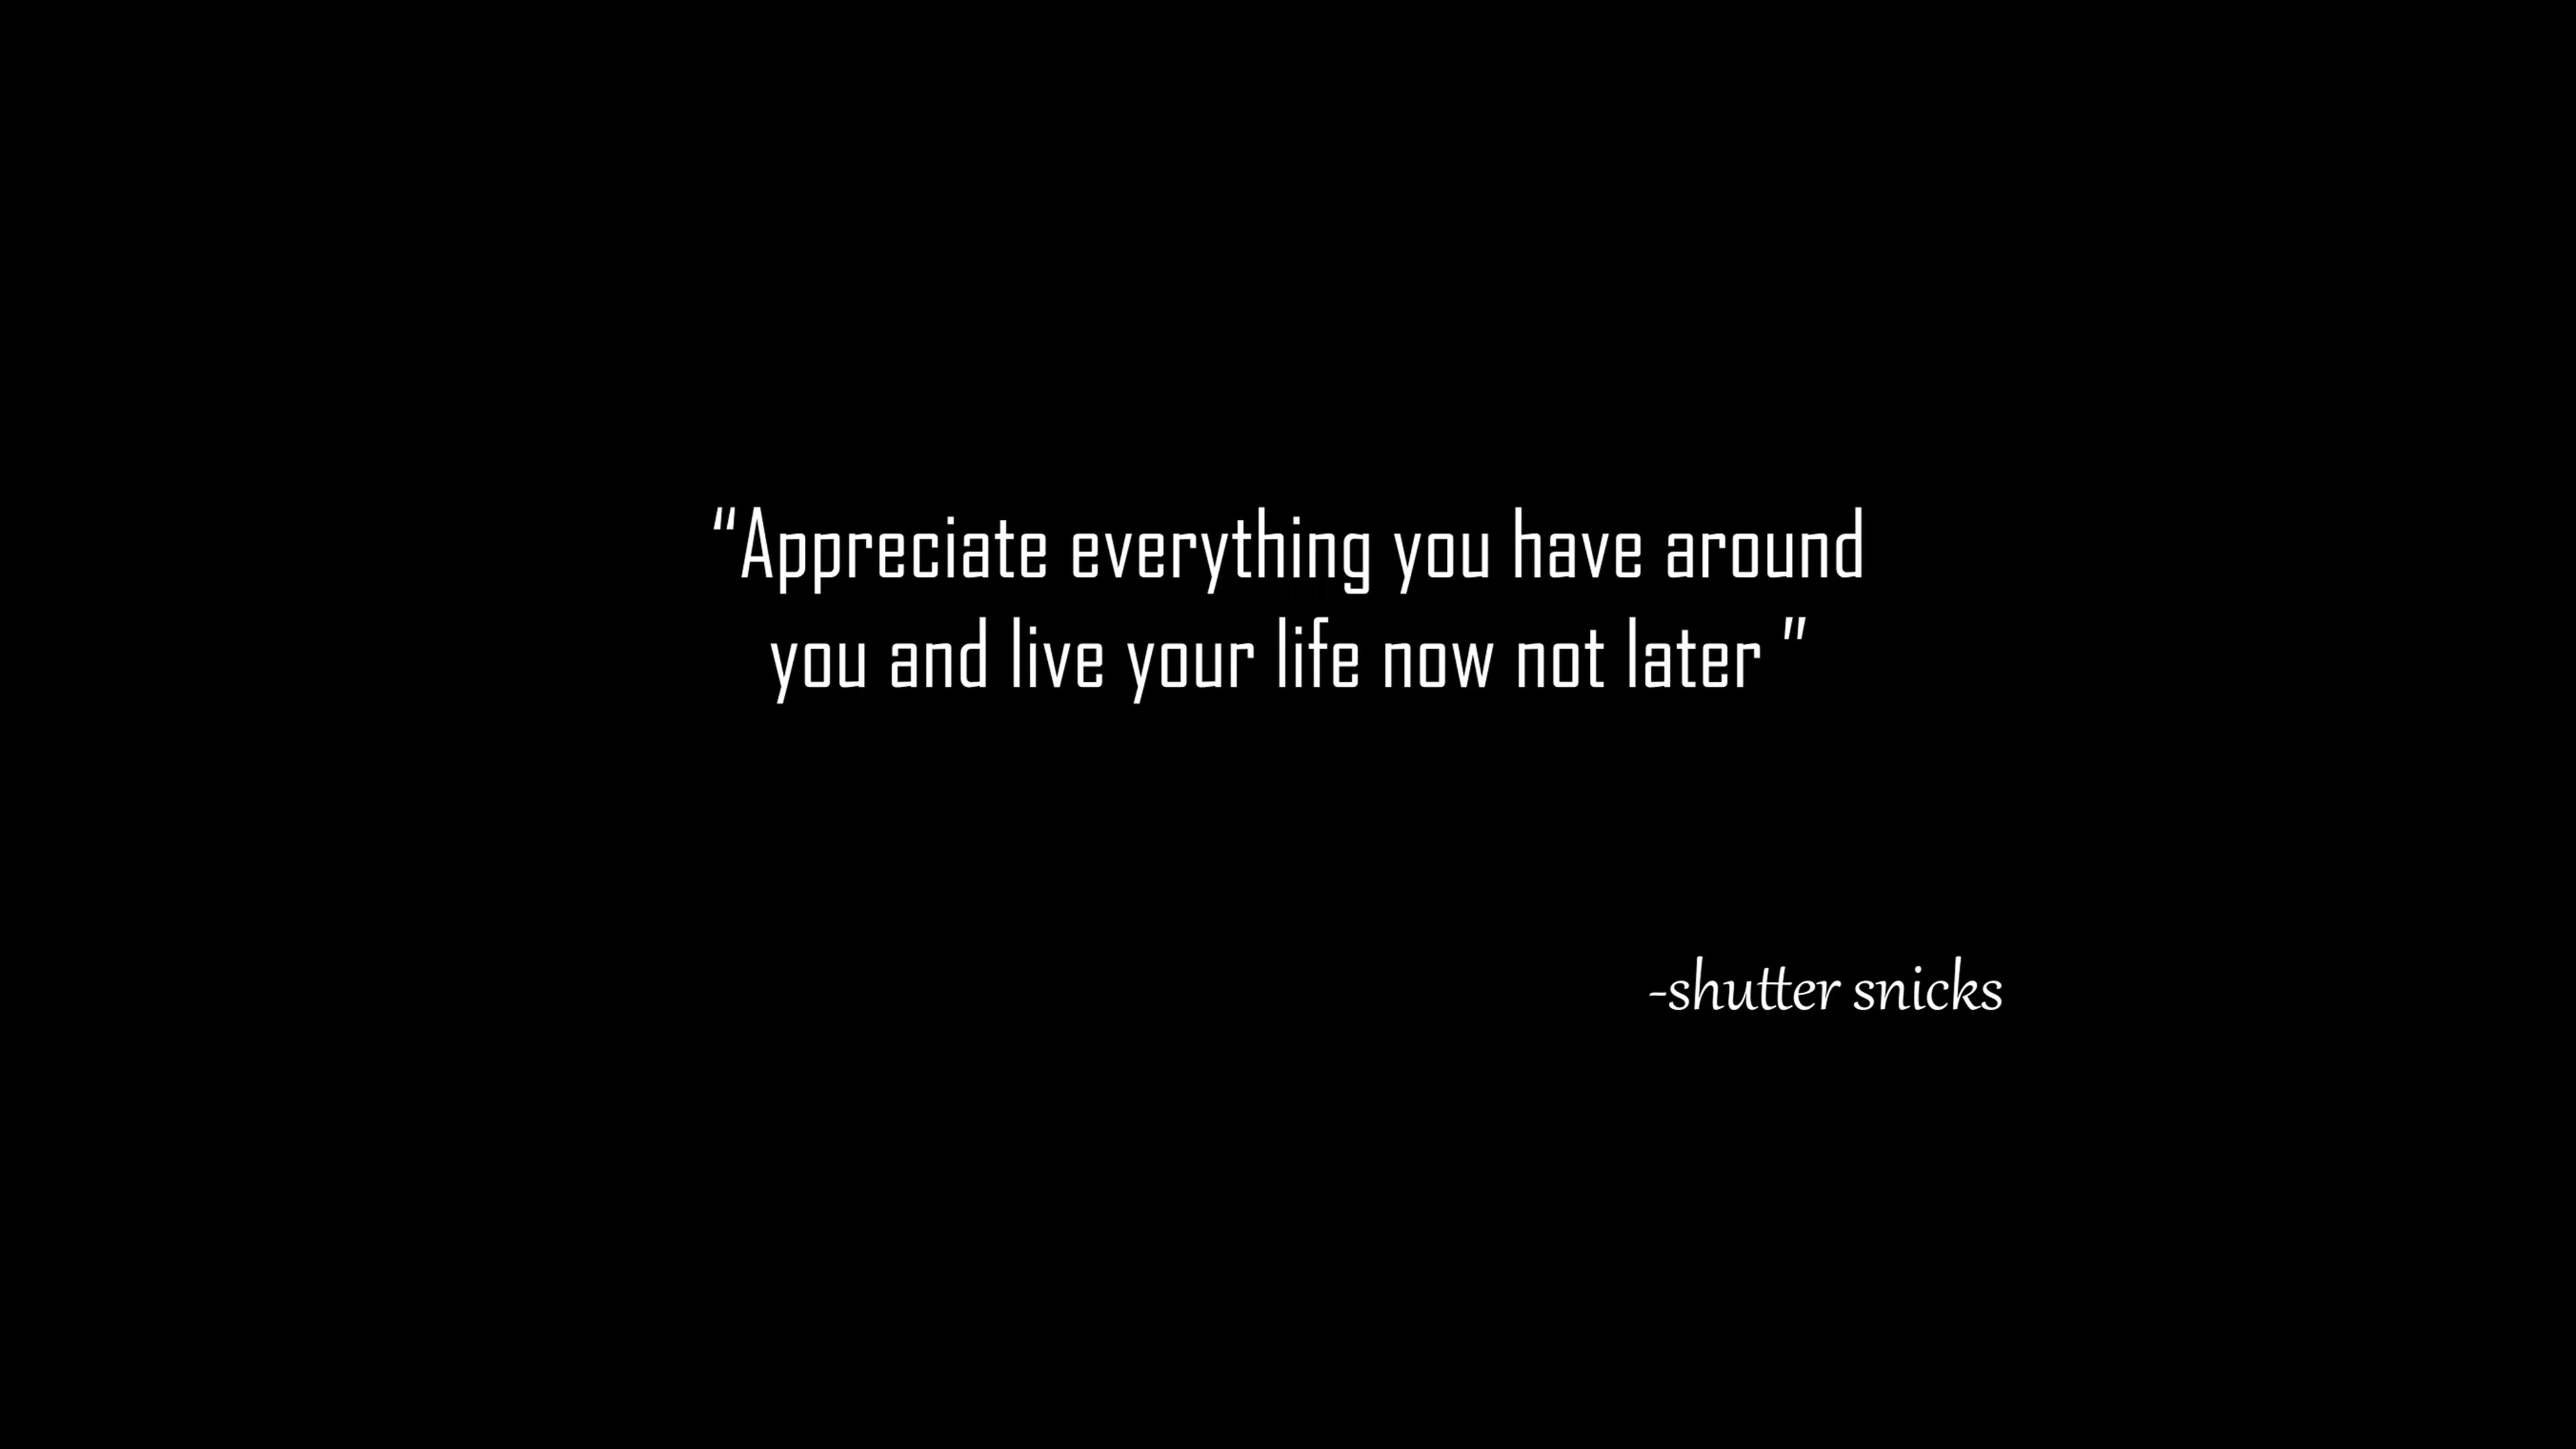 “Appreciate everything you have around
you and live your life now not later ”
-shutter snicks